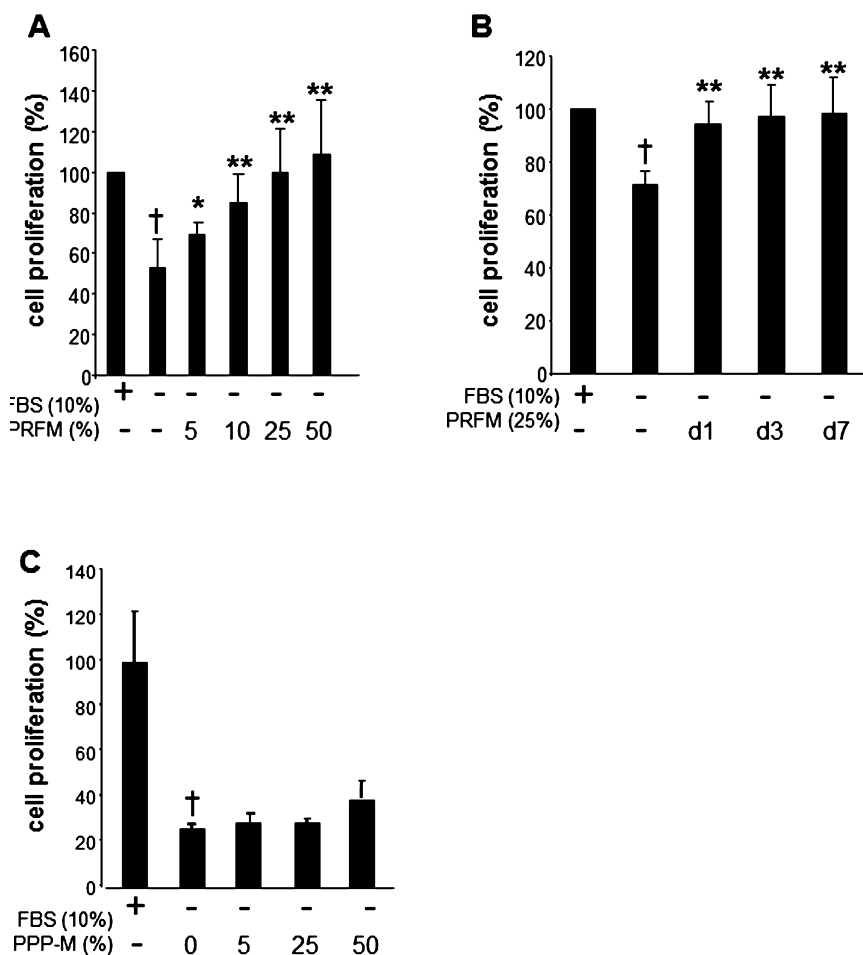 A
160
140
120
100
80
60
40
20
0
cell proliferation (%)
† * ** ** **
FBS (10%) + - - - - -
PRFM (%) - - 5 10 25 50
B
120
100
80
60
40
20
0
cell proliferation (%)
† ** ** **
FBS (10%) + - - - -
PRFM (25%) - - d1 d3 d7
C
140
120
100
80
60
40
20
0
cell proliferation (%)
†
FBS (10%) + - - - -
PPP-M (%) - 0 5 25 50